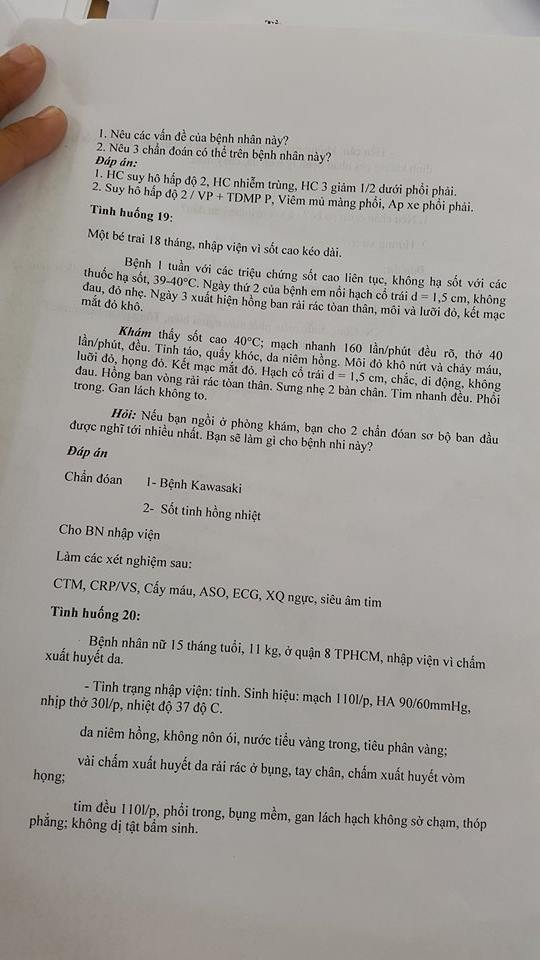 1. Nêu các vấn đề của bệnh nhân này?
2. Nêu 3 chẩn đoán có thể trên bệnh nhân này?
Đáp án:
1. HC suy hô hấp độ 2, HC nhiễm trùng, HC 3 giảm 1/2 dưới phổi phải.
2. Suy hô hấp độ 2 / VP + TDMP P, Viêm mủ màng phổi, Ap xe phổi phải.
Tình huống 19:
Một bé trai 18 tháng, nhập viện vì sốt cao kéo dài.
Bệnh 1 tuần với các triệu chứng sốt cao liên tục, không hạ sốt với các
thuốc hạ sốt, 39-40°C. Ngày thứ 2 của bệnh em nổi hạch cổ trái d = 1,5 cm, không
đau, đỏ nhẹ. Ngày 3 xuất hiện hồng ban rải rác tòan thân, môi và lưỡi đỏ, kết mạc
mắt đỏ khô.
Khám thấy sốt cao 40°C; mạch nhanh 160 lần/phút đều rõ, thở 40
lần/phút, đều. Tỉnh táo, quấy khóc, da niêm hồng. Môi đỏ khô nứt và chảy máu,
luỡi đỏ, họng đỏ. Kết mạc mắt đỏ. Hạch cổ trái d = 1,5 cm, chắc, di động, không
đau. Hồng ban vòng rải rác tòan thân. Sưng nhẹ 2 bàn chân. Tim nhanh đều. Phổi
trong. Gan lách không to.
Hỏi: Nếu bạn ngồi ở phòng khám, bạn cho 2 chẩn đóan sơ bộ ban đầu
được nghĩ tới nhiều nhất. Bạn sẽ làm gì cho bệnh nhi này?
Đáp án
Chẩn đóan 1- Bệnh Kawasaki
2- Sốt tinh hồng nhiệt
Cho BN nhập viện
Làm các xét nghiệm sau:
CTM, CRP/VS, Cấy máu, ASO, ECG, XQ ngực, siêu âm tim
Tình huống 20:
Bệnh nhân nữ 15 tháng tuổi, 11 kg, ở quận 8 TPHCM, nhập viện vì chấm
xuất huyết da.
- Tình trạng nhập viện: tỉnh. Sinh hiệu: mạch 110l/p, HA 90/60mmHg,
nhịp thở 30l/p, nhiệt độ 37 độ C.
da niêm hồng, không nôn ói, nước tiểu vàng trong, tiêu phân vàng;
vài chấm xuất huyết da rải rác ở bụng, tay chân, chấm xuất huyết vòm
họng;
tim đều 110l/p, phổi trong, bụng mềm, gan lách hạch không sờ chạm, thóp
phẳng; không dị tật bẩm sinh.